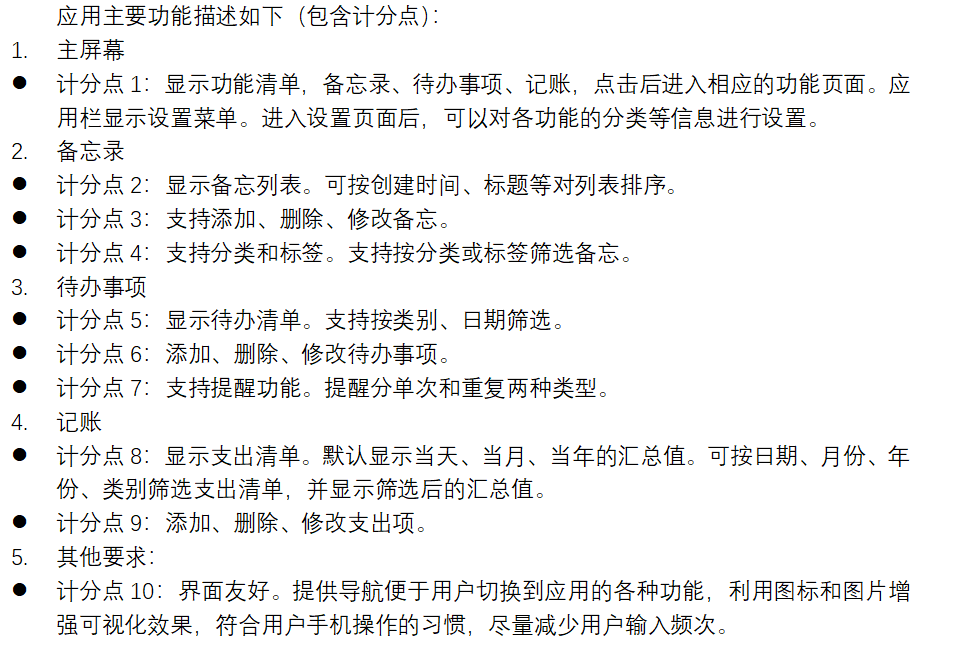 应用主要功能描述如下（包含计分点）：
1. 主屏幕
● 计分点 1：显示功能清单，备忘录、待办事项、记账，点击后进入相应的功能页面。应
用栏显示设置菜单。进入设置页面后，可以对各功能的分类等信息进行设置。
2. 备忘录
● 计分点 2：显示备忘列表。可按创建时间、标题等对列表排序。
● 计分点 3：支持添加、删除、修改备忘。
● 计分点 4：支持分类和标签。支持按分类或标签筛选备忘。
3. 待办事项
● 计分点 5：显示待办清单。支持按类别、日期筛选。
● 计分点 6：添加、删除、修改待办事项。
● 计分点 7：支持提醒功能。提醒分单次和重复两种类型。
4. 记账
● 计分点 8：显示支出清单。默认显示当天、当月、当年的汇总值。可按日期、月份、年
份、类别筛选支出清单，并显示筛选后的汇总值。
● 计分点 9：添加、删除、修改支出项。
5. 其他要求：
● 计分点 10：界面友好。提供导航便于用户切换到应用的各种功能，利用图标和图片增
强可视化效果，符合用户手机操作的习惯，尽量减少用户输入频次。